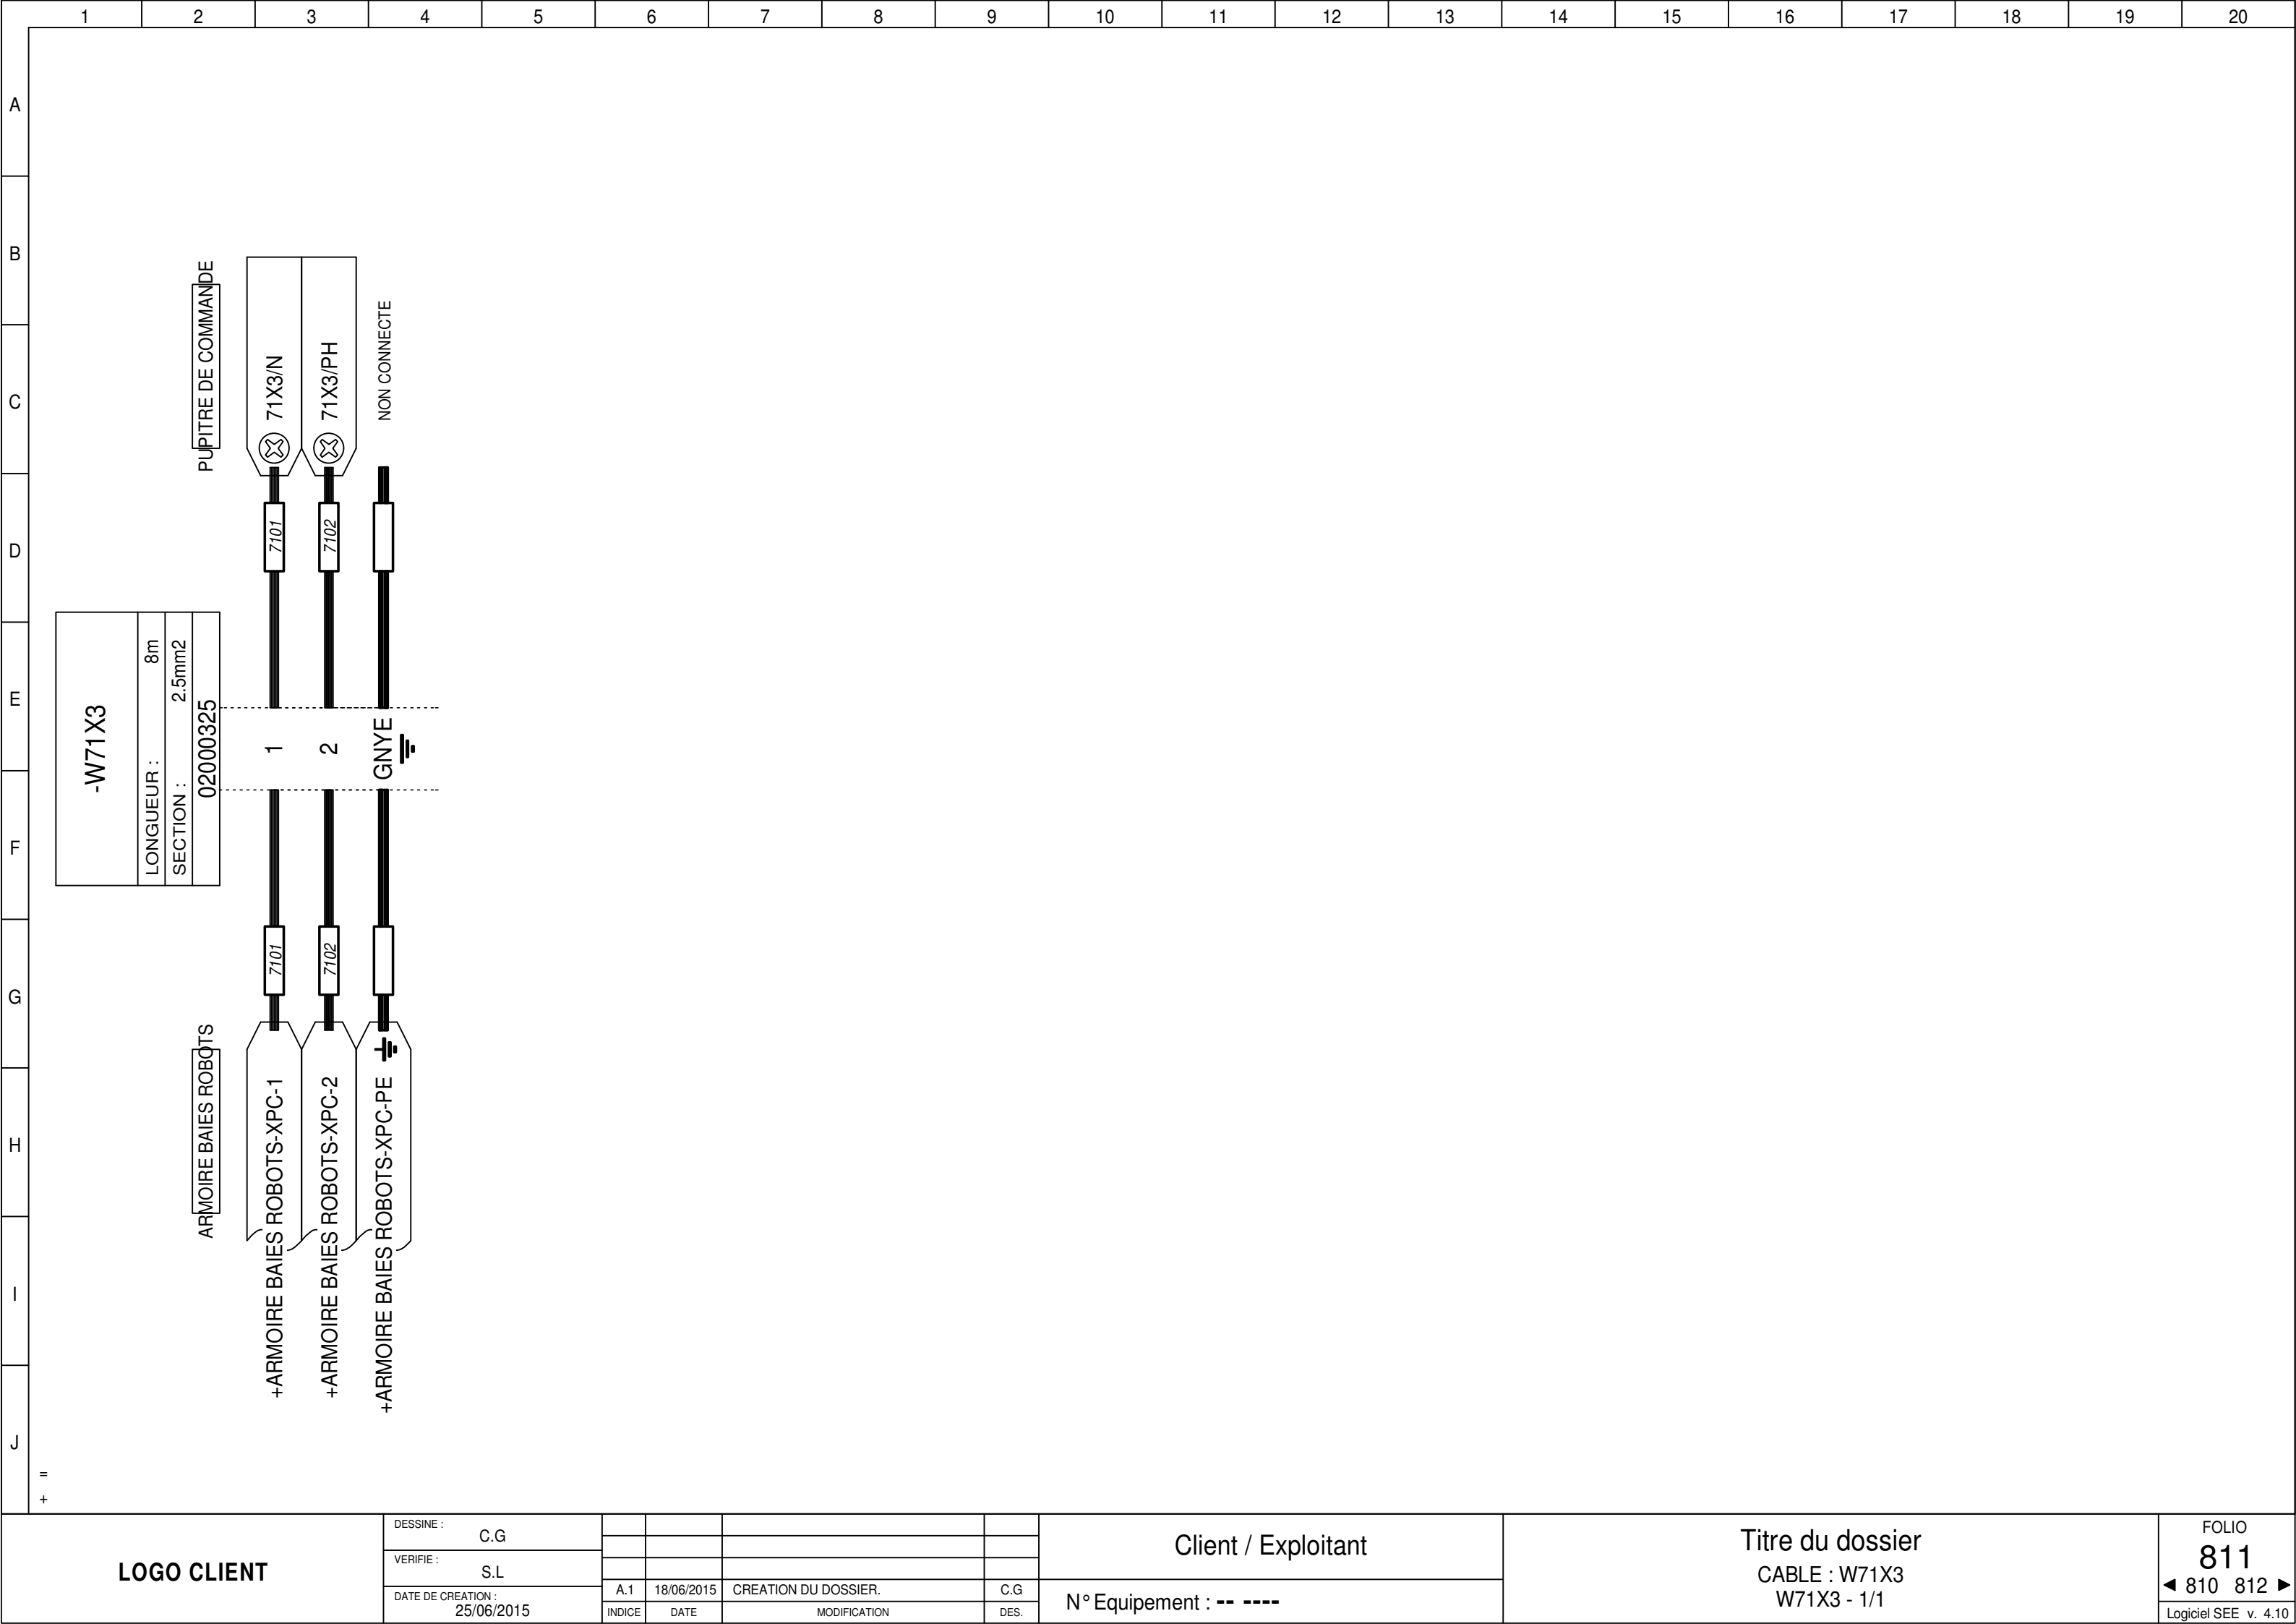 1 2 3 4 5 6 7 8 9 10 11 12 13 14 15 16 17 18 19 20
A
B
C
D
E
F
G
H
I
J
-W71X3
LONGUEUR : 8m
SECTION : 2.5mm2
02000325
PUPITRE DE COMMANDE
71X3/N
71X3/PH
NON CONNECTE
7101
7102
1
2
GNYE
7101
7102
ARMOIRE BAIES ROBOTS
+ARMOIRE BAIES ROBOTS-XPC-1
+ARMOIRE BAIES ROBOTS-XPC-2
+ARMOIRE BAIES ROBOTS-XPC-PE
=
+
LOGO CLIENT
DESSINE :
C.G
VERIFIE :
S.L
DATE DE CREATION :
25/06/2015
A.1 18/06/2015 CREATION DU DOSSIER. C.G
INDICE DATE MODIFICATION DES.
Client / Exploitant
N° Equipement : -- ----
Titre du dossier
CABLE : W71X3
W71X3 - 1/1
FOLIO
811
◄ 810 812 ►
Logiciel SEE v. 4.10